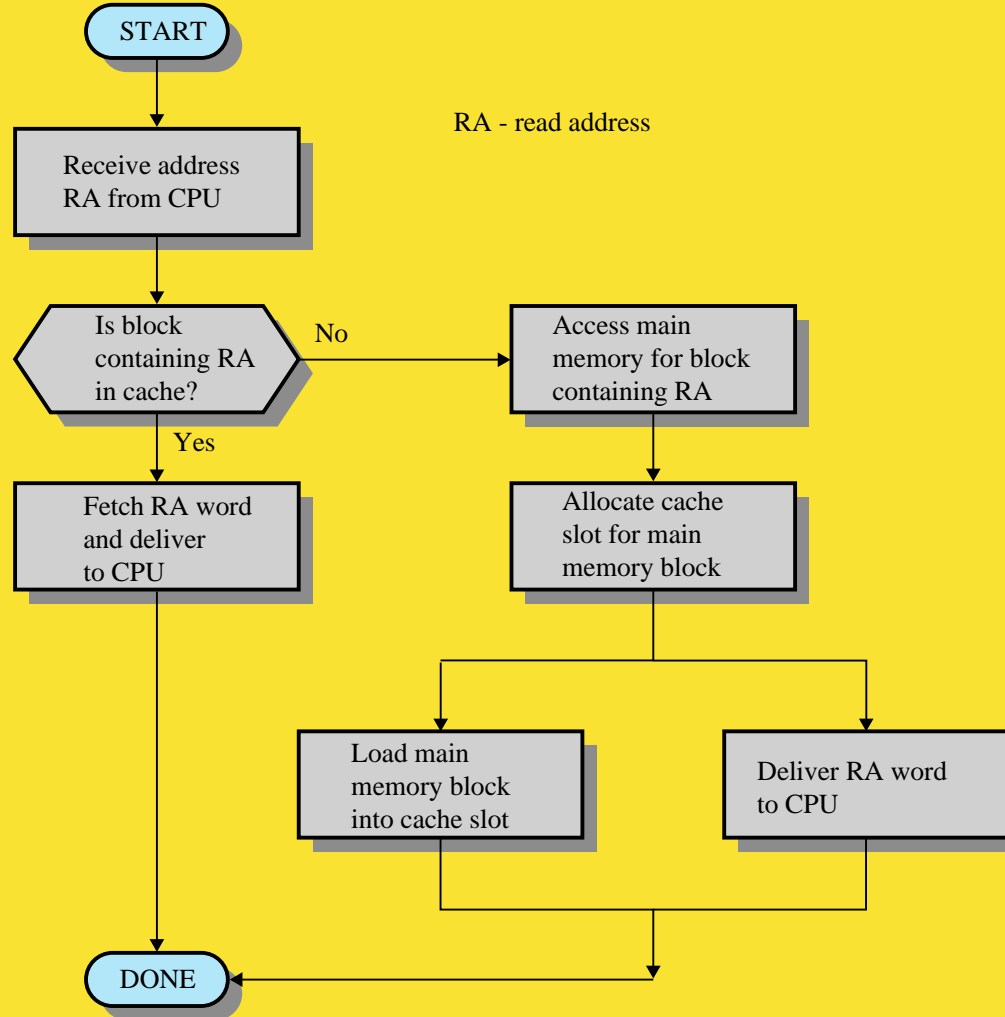 START
RA - read address
Receive address
RA from CPU
Is block
containing RA
in cache?
No
Access main
memory for block
containing RA
Yes
Fetch RA word
and deliver
to CPU
Allocate cache
slot for main
memory block
Load main
memory block
into cache slot
Deliver RA word
to CPU
DONE